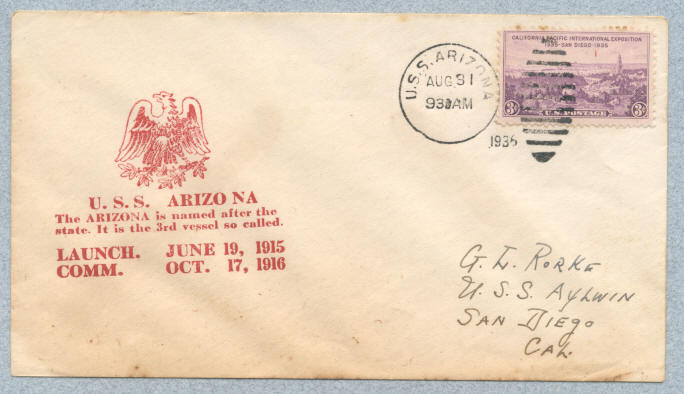 U.S.S. ARIZONA
AUG 31
930AM
1936
CALIFORNIA PACIFIC INTERNATIONAL EXPOSITION
1935-SAN DIEGO-1935
3¢ U.S. POSTAGE 3¢
U.S.S. ARIZO NA
The ARIZONA is named after the
state. It is the 3rd vessel so called.
LAUNCH. JUNE 19, 1915
COMM. OCT. 17, 1916
G. E. RORKE
U.S.S AYLWIN
SAN DIEGO
CAL.